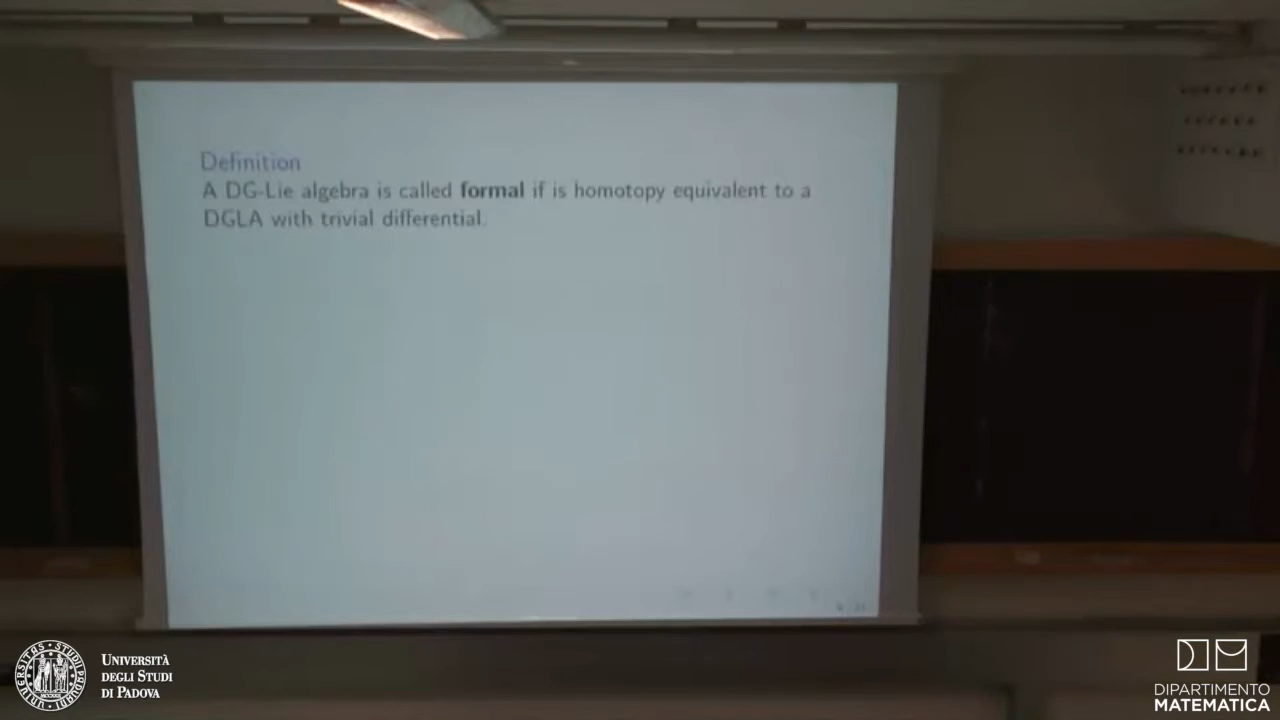 Definition
A DG-Lie algebra is called formal if is homotopy equivalent to a
DGLA with trivial differential.
UNIVERSITÀ
DEGLI STUDI
DI PADOVA
DIPARTIMENTO
MATEMATICA